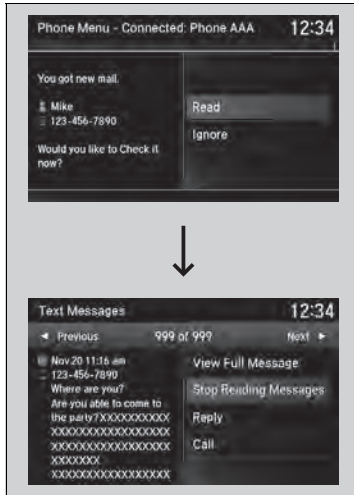 Phone Menu - Connected: Phone AAA 12:34
You got new mail.
Mike
123-456-7890
Would you like to Check it
now?
Read
Ignore
Text Messages 12:34
Previous 999 of 999 Next
Nov 20 11:16 am
123-456-7890
Where are you?
Are you able to come to
the party?XXXXXXXXXX
XXXXXXXXXXXXXXXXX
XXXXXXXXXXXXXXXXX
XXXXXXXXXXXXXXXXX
XXXXXXX
XXXXXXXXXXXXXXXXX
View Full Message
Stop Reading Messages
Reply
Call